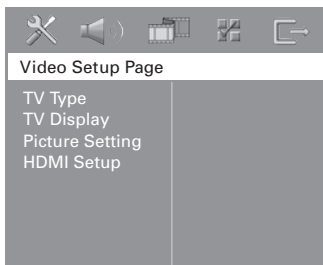 Video Setup Page
TV Type
TV Display
Picture Setting
HDMI Setup